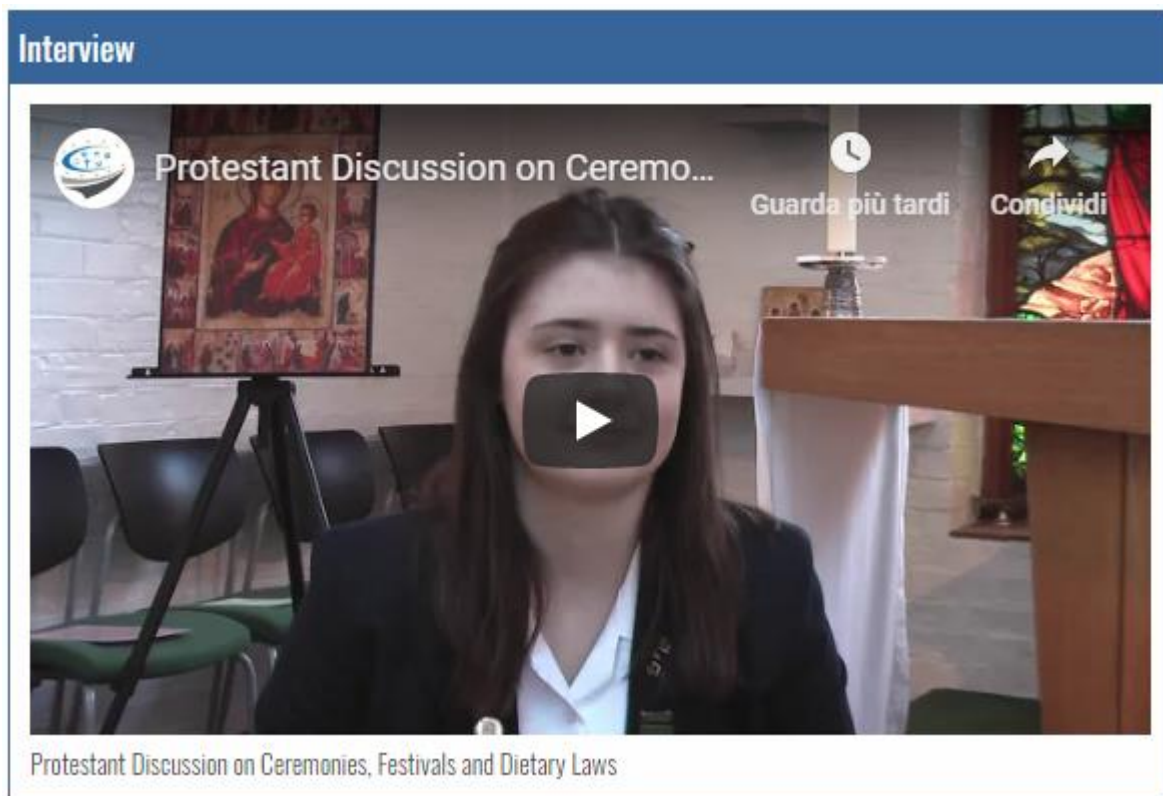 Interview
Protestant Discussion on Ceremo...
Guarda più tardi
Condividi
Protestant Discussion on Ceremonies, Festivals and Dietary Laws